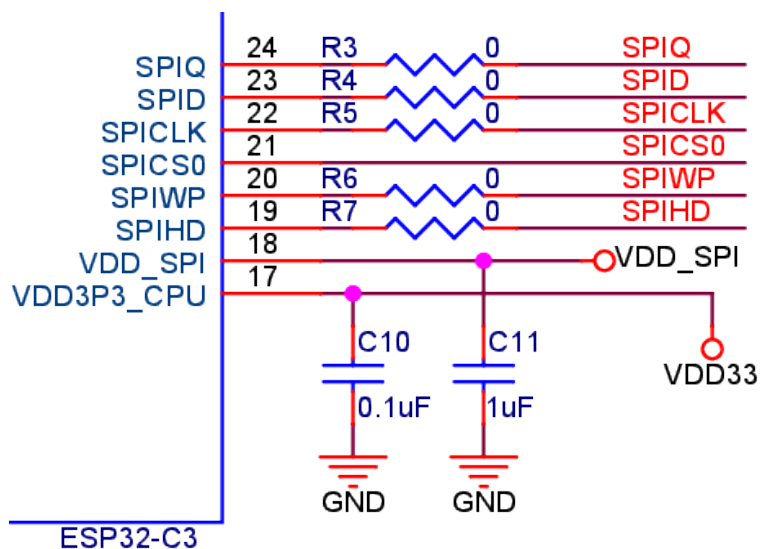 24 R3 0 SPIQ
SPIQ
23 R4 0 SPID
SPID
22 R5 0 SPICLK
SPICLK
21 SPICS0
SPICS0
20 R6 0 SPIWP
SPIWP
19 R7 0 SPIHD
SPIHD
18
VDD_SPI VDD_SPI
17
VDD3P3_CPU
C10 C11
VDD33
0.1uF 1uF
GND GND
ESP32-C3